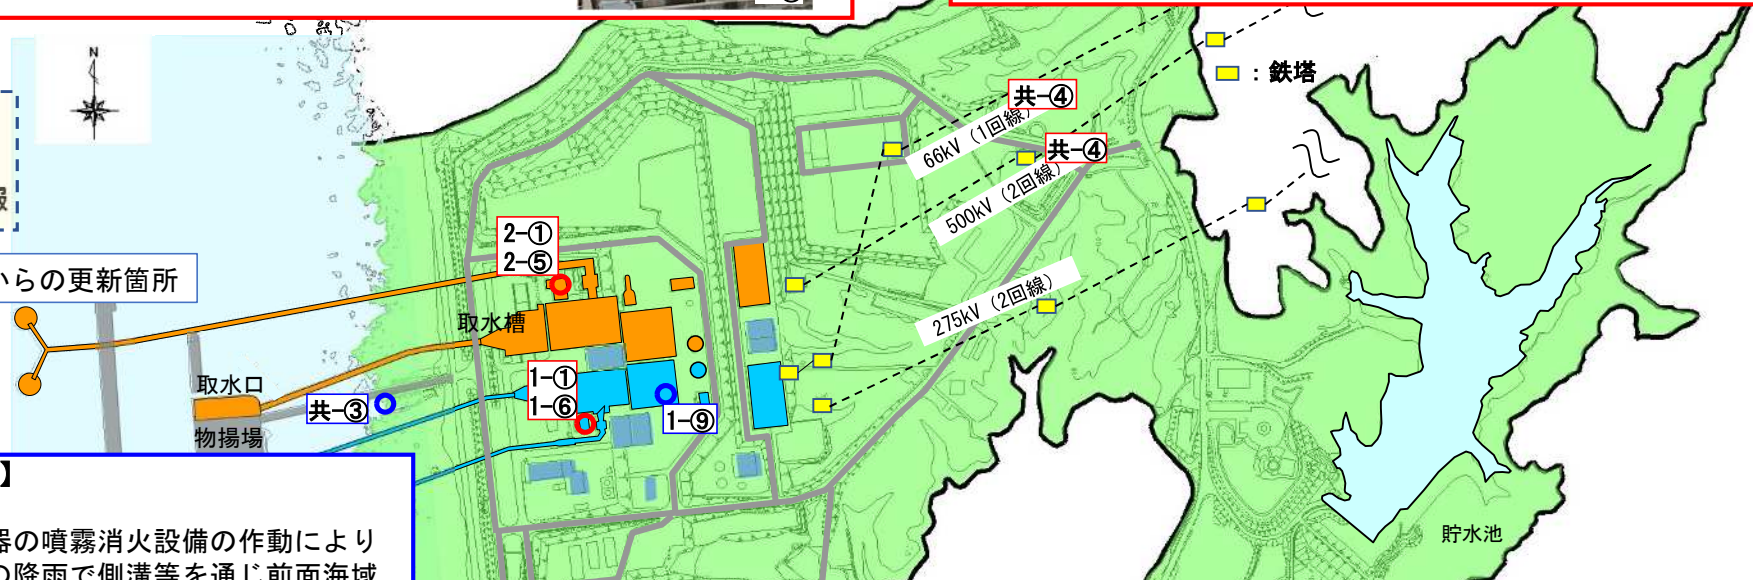 N
：鉄塔
共-④
66kV（1回線）
共-④
500kV（2回線）
275kV（2回線）
2-①
2-⑤
らの更新箇所
取水槽
取水口
共-③
物揚場
1-①
1-⑥
1-⑨
】
器の噴霧消火設備の作動により
の降雨で側溝等を通じ前面海域
貯水池